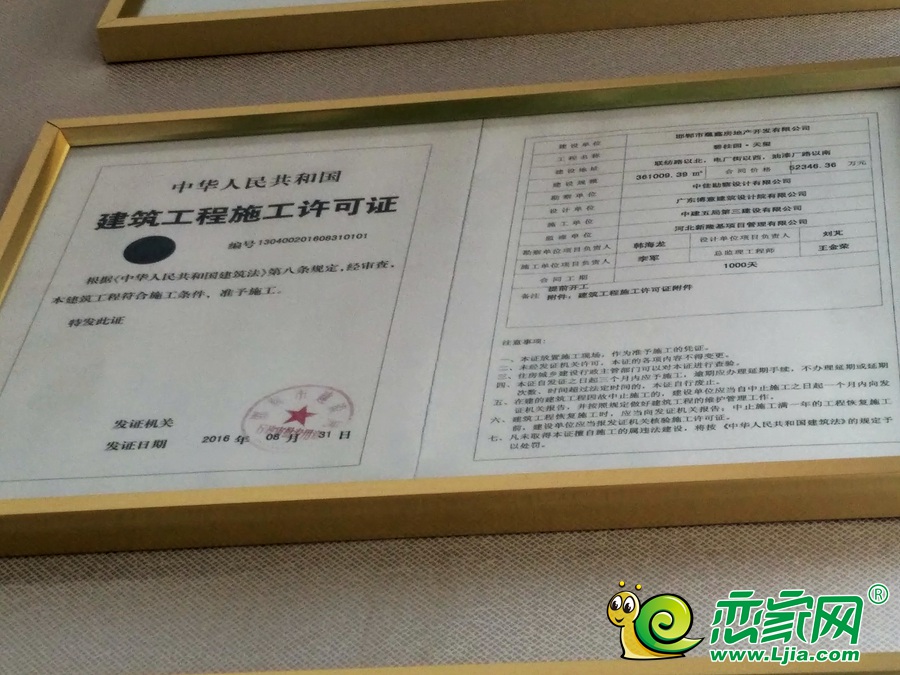 中华人民共和国
建筑工程施工许可证
编号130400201608310101
根据《中华人民共和国建筑法》第八条规定,经审查,
本建筑工程符合施工条件,准予施工。
特发此证
发证机关
发证日期 2016 年 08 月 31 日
建设单位 邯郸市 房地产开发有限公司
工程名称 碧桂园·天玺
建设地址 联纺路以北,电厂街以西,油漆厂路以南
建设规模 361009.39 m² 合同价格 52346.36 万元
勘察单位 中佳勘察设计有限公司
设计单位 广东博意建筑设计院有限公司
施工单位 中建五局第三建设有限公司
监理单位 河北新隆基项目管理有限公司
勘察单位项目负责人 韩海龙 设计单位项目负责人 刘芃
施工单位项目负责人 李军 总监理工程师 王金荣
合同工期 1000天
备注 提前开工
附件:建筑工程施工许可证附件
注意事项:
一、本证放置施工现场,作为准予施工的凭证。
二、未经发证机关许可,本证的各项内容不得变更。
三、住房城乡建设行政主管部门可以对本证进行查验。
四、本证自发证之日起三个月内应予施工,逾期应办理延期手续,不办理延期或延期
次数、时间超过法定时间的,本证自行废止。
五、在建的建筑工程因故中止施工的,建设单位应当自中止施工之日起一个月内向发
证机关报告,并按照规定做好建筑工程的维护管理工作。
六、建筑工程恢复施工时,应当向发证机关报告;中止施工满一年的工程恢复施工
前,建设单位应当报发证机关核验施工许可证。
七、凡未取得本证擅自施工的属违法建设,将按《中华人民共和国建筑法》的规定予
以处罚。
恋家网®
www.Ljia.com